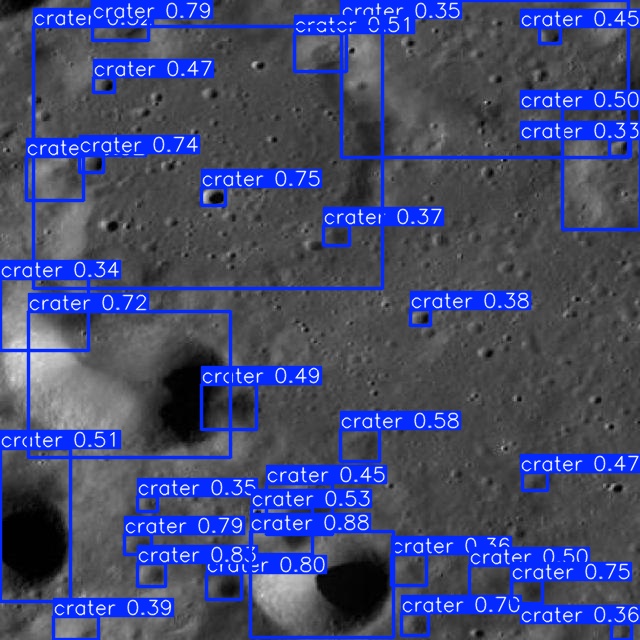 crater 0.79
crater 0.35
crater 0.51
crater 0.45
crater 0.47
crater 0.50
crater 0.33
crater 0.74
crater 0.75
crater 0.37
crater 0.34
crater 0.72
crater 0.38
crater 0.49
crater 0.58
crater 0.51
crater 0.45
crater 0.47
crater 0.35
crater 0.53
crater 0.79
crater 0.88
crater 0.36
crater 0.83
0.80
crater 0.50
crater 0.75
crater 0.39
crater 0.70
crater 0.36